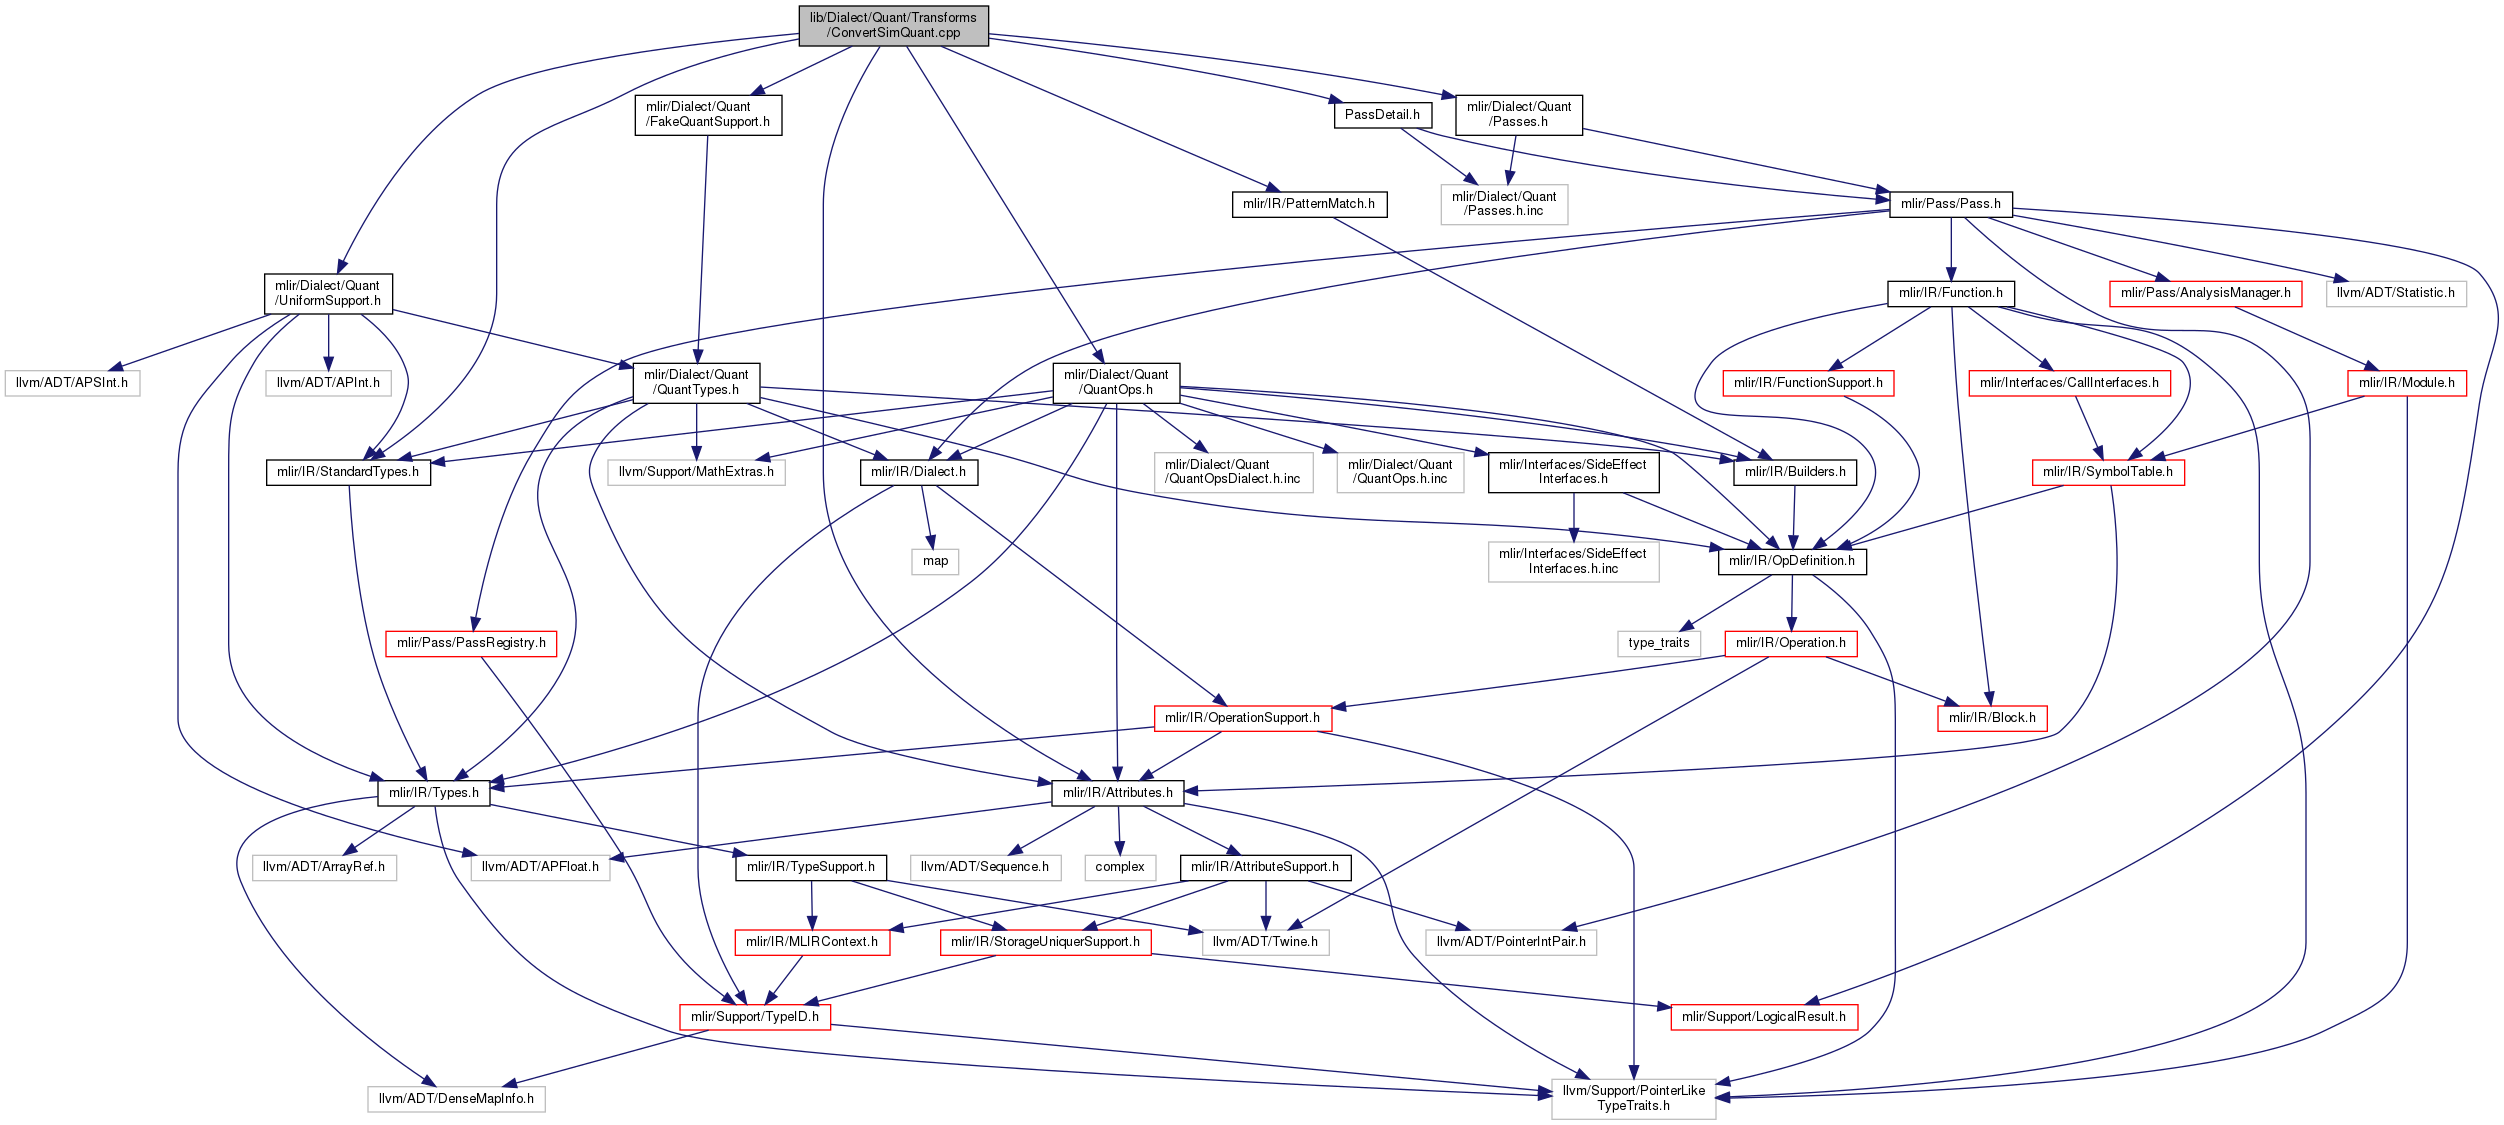 lib/Dialect/Quant/Transforms
/ConvertSimQuant.cpp
mlir/Dialect/Quant
/FakeQuantSupport.h
PassDetail.h
mlir/Dialect/Quant
/Passes.h
mlir/IR/PatternMatch.h
mlir/Dialect/Quant
/Passes.h.inc
mlir/Pass/Pass.h
mlir/Dialect/Quant
/UniformSupport.h
mlir/IR/Function.h
mlir/Pass/AnalysisManager.h
llvm/ADT/Statistic.h
llvm/ADT/APSInt.h
llvm/ADT/APInt.h
mlir/Dialect/Quant
/QuantTypes.h
mlir/Dialect/Quant
/QuantOps.h
mlir/IR/FunctionSupport.h
mlir/Interfaces/CallInterfaces.h
mlir/IR/Module.h
mlir/IR/StandardTypes.h
llvm/Support/MathExtras.h
mlir/IR/Dialect.h
mlir/Dialect/Quant
/QuantOpsDialect.h.inc
mlir/Dialect/Quant
/QuantOps.h.inc
mlir/Interfaces/SideEffect
Interfaces.h
mlir/IR/Builders.h
mlir/IR/SymbolTable.h
map
mlir/Interfaces/SideEffect
Interfaces.h.inc
mlir/IR/OpDefinition.h
mlir/Pass/PassRegistry.h
type_traits
mlir/IR/Operation.h
mlir/IR/OperationSupport.h
mlir/IR/Block.h
mlir/IR/Types.h
mlir/IR/Attributes.h
llvm/ADT/ArrayRef.h
llvm/ADT/APFloat.h
mlir/IR/TypeSupport.h
llvm/ADT/Sequence.h
complex
mlir/IR/AttributeSupport.h
mlir/IR/MLIRContext.h
mlir/IR/StorageUniquerSupport.h
llvm/ADT/Twine.h
llvm/ADT/PointerIntPair.h
mlir/Support/TypeID.h
mlir/Support/LogicalResult.h
llvm/ADT/DenseMapInfo.h
llvm/Support/PointerLike
TypeTraits.h